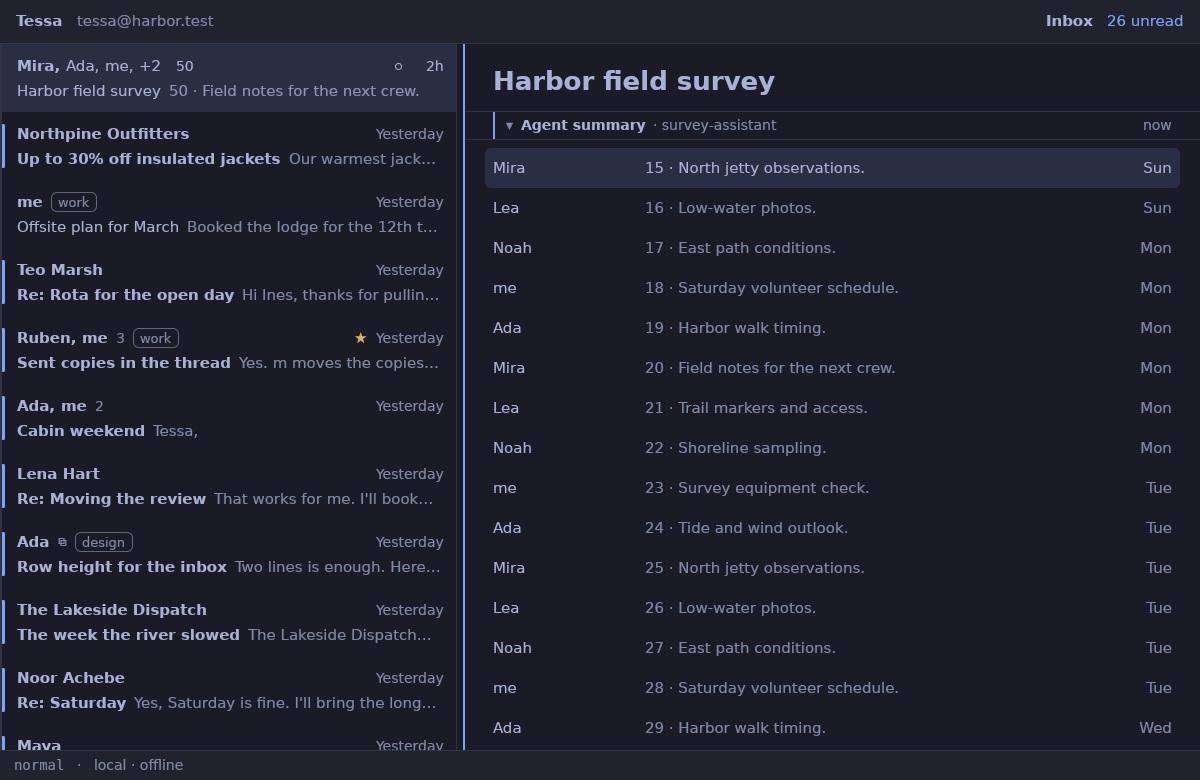 Tessa tessa@harbor.test Inbox 26 unread
Mira, Ada, me, +2 50 2h
Harbor field survey 50 · Field notes for the next crew.
Northpine Outfitters Yesterday
Up to 30% off insulated jackets Our warmest jack…
me work Yesterday
Offsite plan for March Booked the lodge for the 12th t…
Teo Marsh Yesterday
Re: Rota for the open day Hi Ines, thanks for pullin…
Ruben, me 3 work ★ Yesterday
Sent copies in the thread Yes. m moves the copies…
Ada, me 2 Yesterday
Cabin weekend Tessa,
Lena Hart Yesterday
Re: Moving the review That works for me. I'll book…
Ada design Yesterday
Row height for the inbox Two lines is enough. Here…
The Lakeside Dispatch Yesterday
The week the river slowed The Lakeside Dispatch…
Noor Achebe Yesterday
Re: Saturday Yes, Saturday is fine. I'll bring the long…
Maya Yesterday
Harbor field survey
▾ Agent summary · survey-assistant now
Mira 15 · North jetty observations. Sun
Lea 16 · Low-water photos. Sun
Noah 17 · East path conditions. Mon
me 18 · Saturday volunteer schedule. Mon
Ada 19 · Harbor walk timing. Mon
Mira 20 · Field notes for the next crew. Mon
Lea 21 · Trail markers and access. Mon
Noah 22 · Shoreline sampling. Mon
me 23 · Survey equipment check. Tue
Ada 24 · Tide and wind outlook. Tue
Mira 25 · North jetty observations. Tue
Lea 26 · Low-water photos. Tue
Noah 27 · East path conditions. Tue
me 28 · Saturday volunteer schedule. Tue
Ada 29 · Harbor walk timing. Wed
normal · local · offline